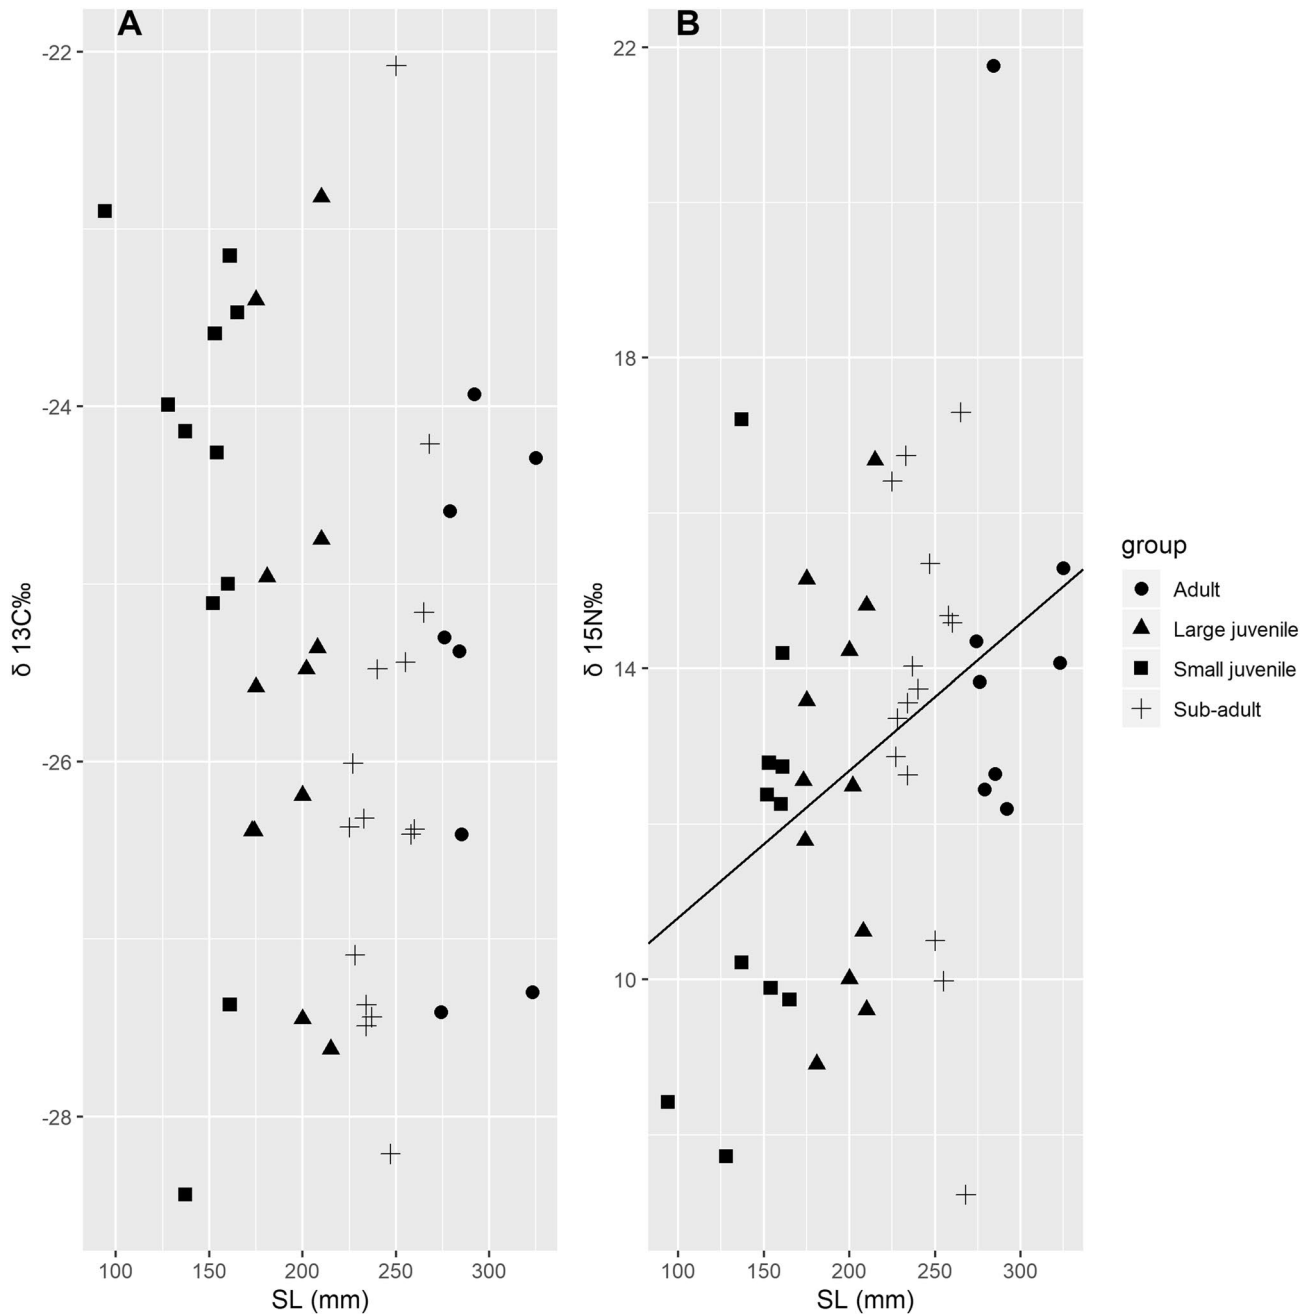 A
B
-22
-24
-26
-28
δ 13C‰
100 150 200 250 300
SL (mm)
22
18
14
10
δ 15N‰
100 150 200 250 300
SL (mm)
group
Adult
Large juvenile
Small juvenile
Sub-adult